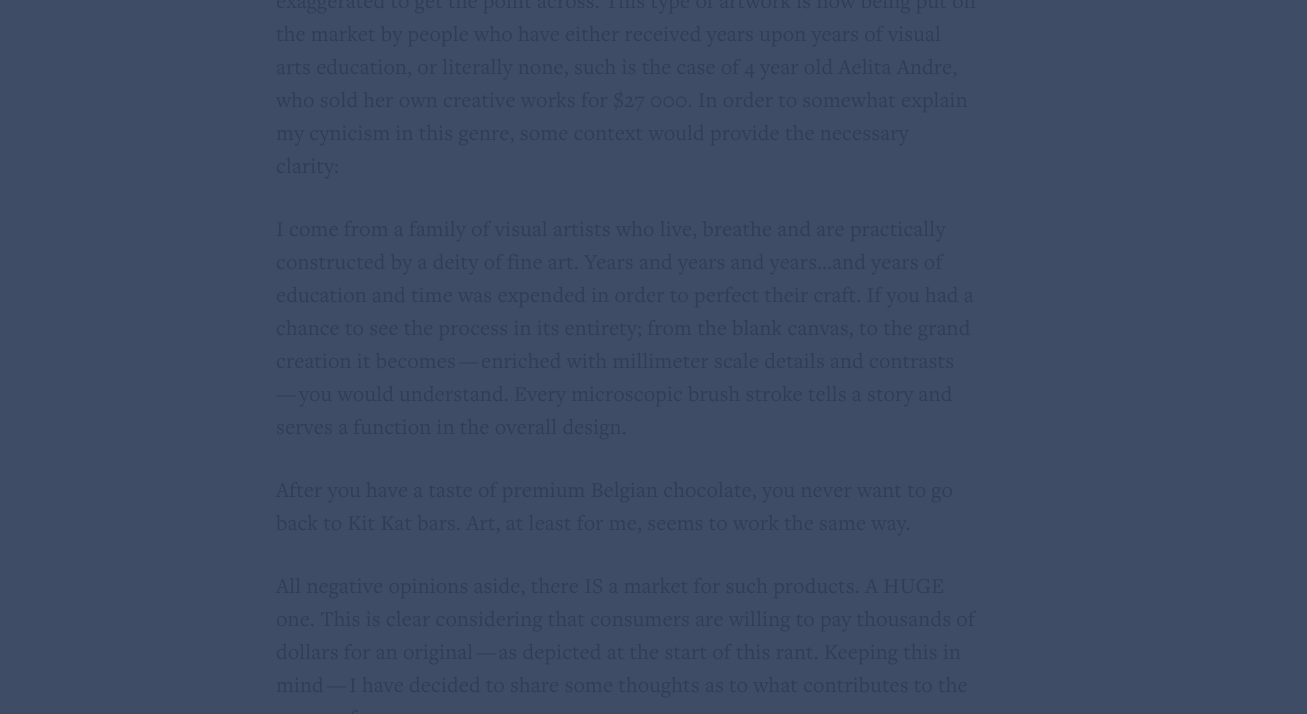 exaggerated to get the point across. This type of artwork is now being put on
the market by people who have either received years upon years of visual
arts education, or literally none, such is the case of 4 year old Aelita Andre,
who sold her own creative works for $27 000. In order to somewhat explain
my cynicism in this genre, some context would provide the necessary
clarity:
I come from a family of visual artists who live, breathe and are practically
constructed by a deity of fine art. Years and years and years…and years of
education and time was expended in order to perfect their craft. If you had a
chance to see the process in its entirety; from the blank canvas, to the grand
creation it becomes — enriched with millimeter scale details and contrasts
— you would understand. Every microscopic brush stroke tells a story and
serves a function in the overall design.
After you have a taste of premium Belgian chocolate, you never want to go
back to Kit Kat bars. Art, at least for me, seems to work the same way.
All negative opinions aside, there IS a market for such products. A HUGE
one. This is clear considering that consumers are willing to pay thousands of
dollars for an original — as depicted at the start of this rant. Keeping this in
mind — I have decided to share some thoughts as to what contributes to the